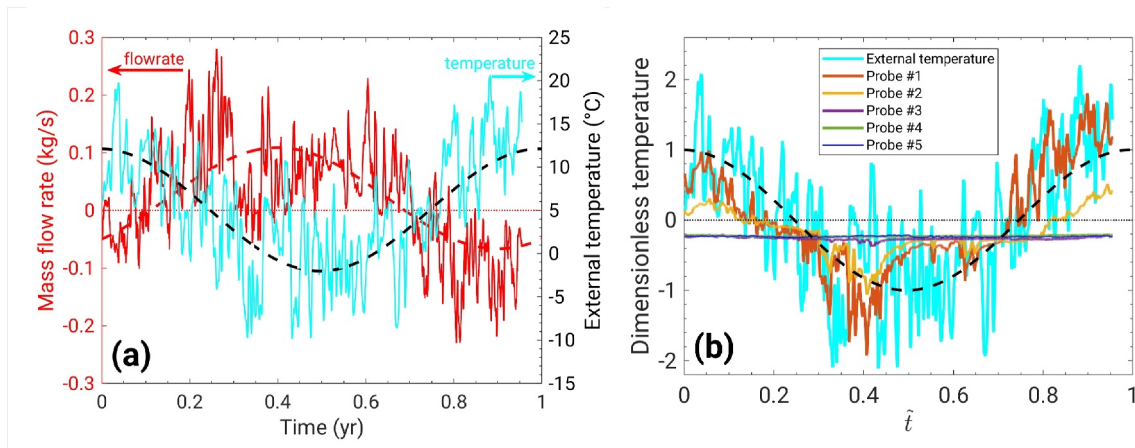 0.3
0.2
0.1
0
-0.1
-0.2
-0.3
Mass flow rate (kg/s)
flowrate
temperature
25
20
15
10
5
0
-5
-10
-15
External temperature (°C)
(a)
0
0.2
0.4
0.6
0.8
1
Time (yr)
2
1
0
-1
-2
Dimensionless temperature
External temperature
Probe #1
Probe #2
Probe #3
Probe #4
Probe #5
(b)
0
0.2
0.4
0.6
0.8
1
t̃